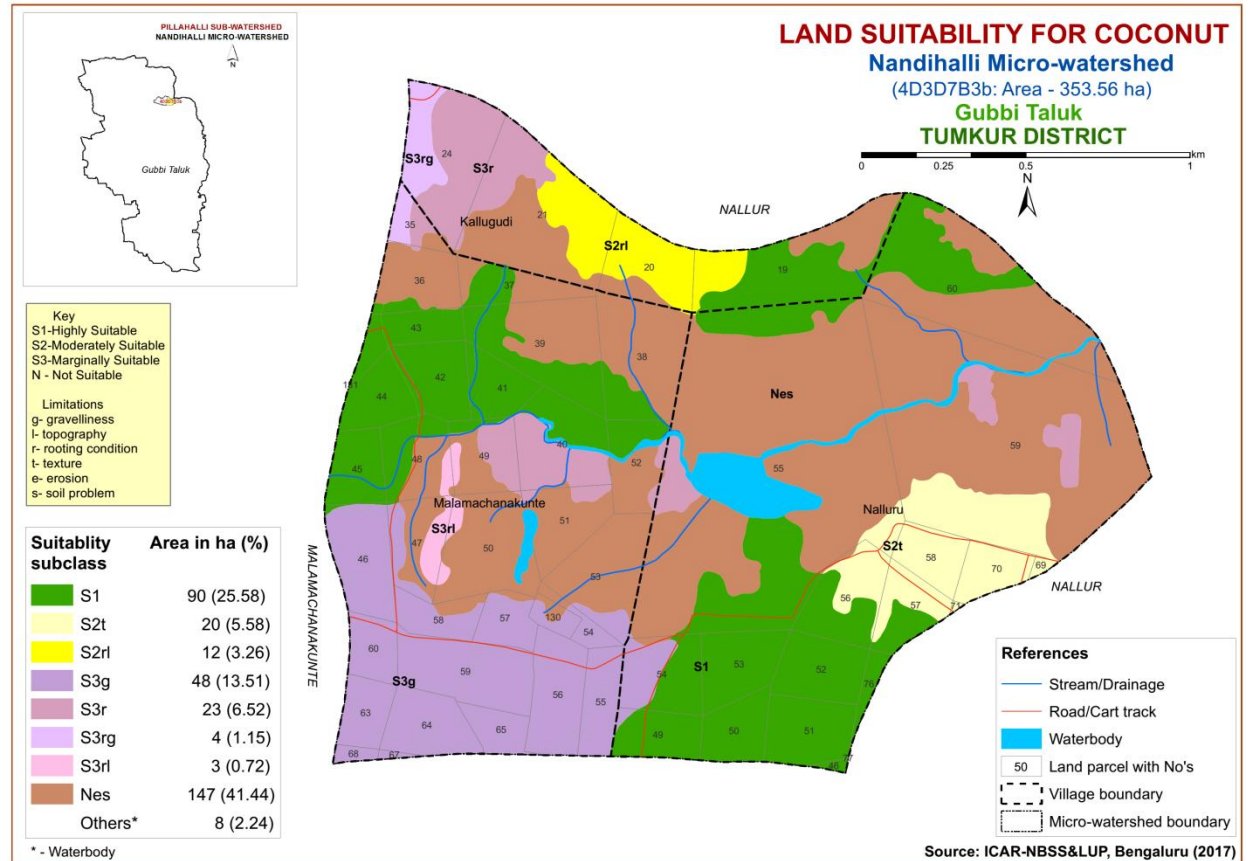 PILLAHALLI SUB-WATERSHED
NANDIHALLI MICRO-WATERSHED
N
Gubbi Taluk
LAND SUITABILITY FOR COCONUT
Nandihalli Micro-watershed
(4D3D7B3b: Area - 353.56 ha)
Gubbi Taluk
TUMKUR DISTRICT
0 0.25 0.5 1 km
N
Key
S1-Highly Suitable
S2-Moderately Suitable
S3-Marginally Suitable
N - Not Suitable
Limitations
g- gravelliness
l- topography
r- rooting condition
t- texture
e- erosion
s- soil problem
Suitablity subclass Area in ha (%)
S1 90 (25.58)
S2t 20 (5.58)
S2rl 12 (3.26)
S3g 48 (13.51)
S3r 23 (6.52)
S3rg 4 (1.15)
S3rl 3 (0.72)
Nes 147 (41.44)
Others* 8 (2.24)
* - Waterbody
S3rg
24
S3r
35
Kallugudi
21
S2rl
20
NALLUR
19
60
36
37
43
39
38
42
41
44
45
48
49
40
52
Nes
59
55
Malamachanakunte
S3rl
51
50
47
46
53
Nalluru
S2t
58
70
69
56
57
71
NALLUR
MALAMACHANAKUNTE
58
57
130
54
60
59
S3g
56
55
54
S1
53
52
76
63
64
65
68
67
49
50
51
77
46
References
Stream/Drainage
Road/Cart track
Waterbody
50 Land parcel with No's
Village boundary
Micro-watershed boundary
Source: ICAR-NBSS&LUP, Bengaluru (2017)